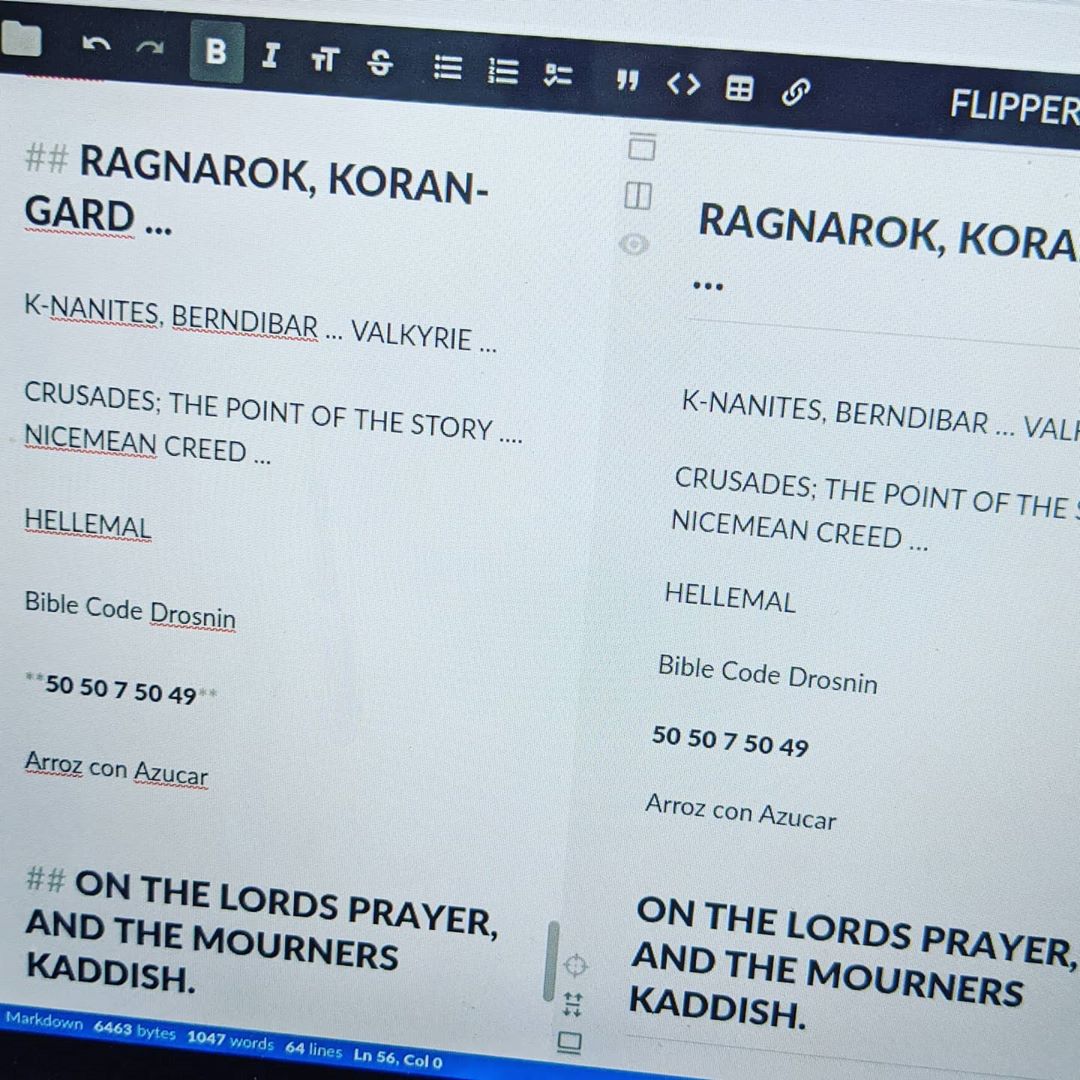 FLIPPER
## RAGNAROK, KORAN-
GARD ...
K-NANITES, BERNDIBAR ... VALKYRIE ...
CRUSADES; THE POINT OF THE STORY ....
NICEMEAN CREED ...
HELLEMAL
Bible Code Drosnin
**50 50 7 50 49**
Arroz con Azucar
## ON THE LORDS PRAYER,
AND THE MOURNERS
KADDISH.
RAGNAROK, KORA
...
K-NANITES, BERNDIBAR ... VAL
CRUSADES; THE POINT OF THE
NICEMEAN CREED ...
HELLEMAL
Bible Code Drosnin
50 50 7 50 49
Arroz con Azucar
ON THE LORDS PRAYER,
AND THE MOURNERS
KADDISH.
Markdown 6463 bytes 1047 words 64 lines Ln 56, Col 0